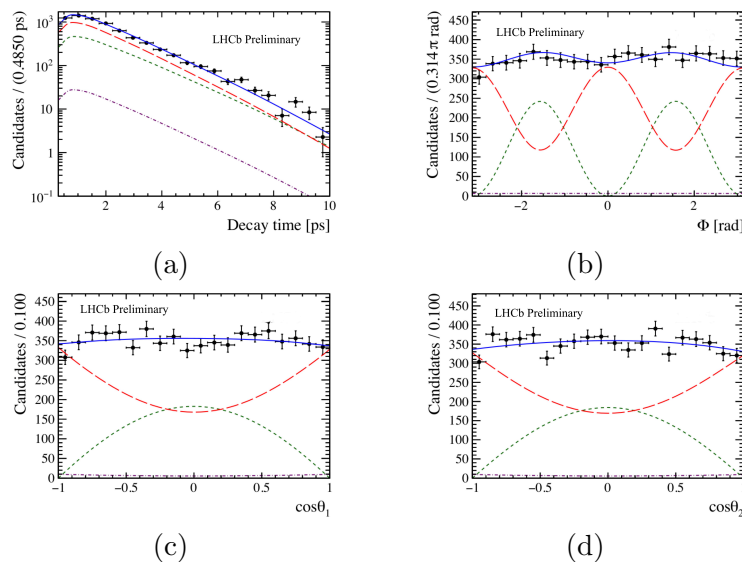 Candidates / (0.4850 ps)
10³
10²
10
1
10⁻¹
LHCb Preliminary
2 4 6 8 10
Decay time [ps]
(a)
Candidates / (0.314 π rad)
450
400
350
300
250
200
150
100
50
0
LHCb Preliminary
−2 0 2
Φ [rad]
(b)
Candidates / 0.100
450
400
350
300
250
200
150
100
50
0
LHCb Preliminary
−1 −0.5 0 0.5 1
cosθ₁
(c)
Candidates / 0.100
450
400
350
300
250
200
150
100
50
0
LHCb Preliminary
−1 −0.5 0 0.5 1
cosθ₂
(d)